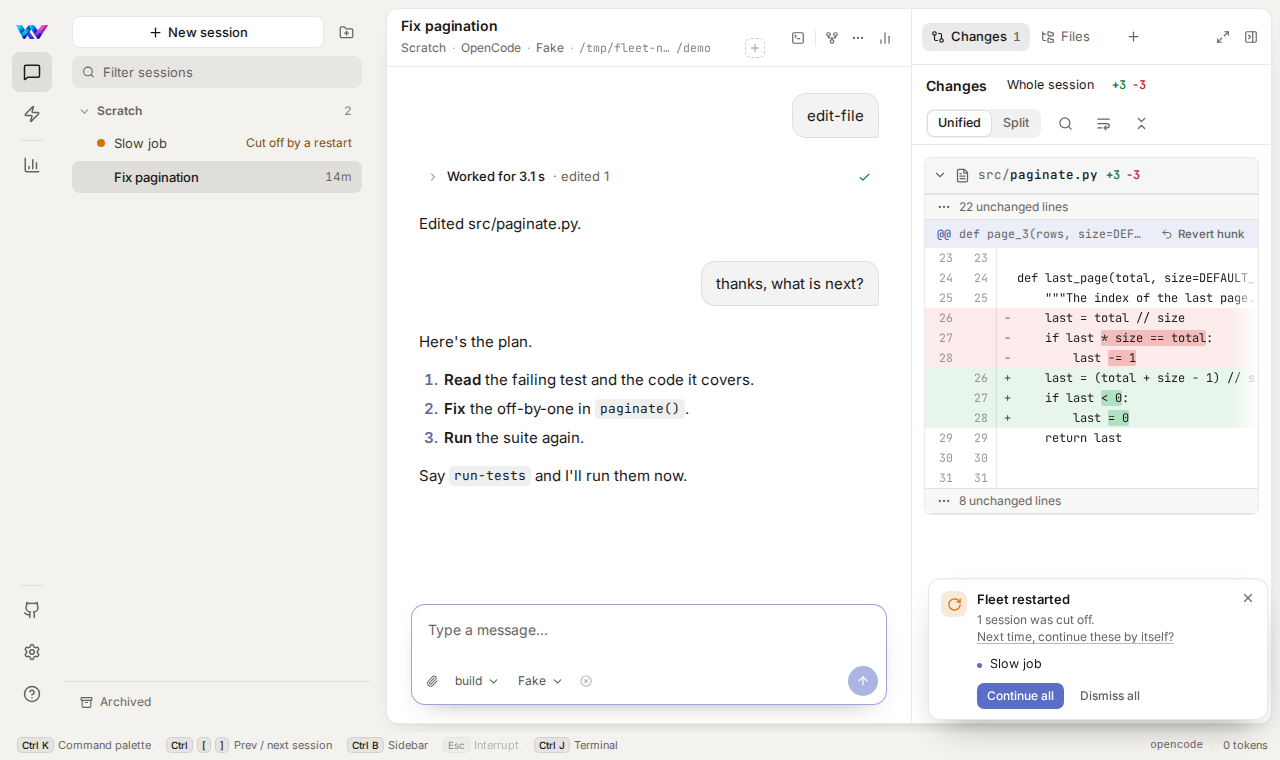 New session
Filter sessions
Scratch 2
Slow job Cut off by a restart
Fix pagination 14m
Archived
Fix pagination
Scratch · OpenCode · Fake · /tmp/fleet-n… /demo
edit-file
Worked for 3.1s · edited 1
Edited src/paginate.py.
thanks, what is next?
Here's the plan.
1. Read the failing test and the code it covers.
2. Fix the off-by-one in paginate().
3. Run the suite again.
Say run-tests and I'll run them now.
Type a message...
build Fake
Changes 1 Files
Changes Whole session +3 -3
Unified Split
src/paginate.py +3 -3
22 unchanged lines
@@ def page_3(rows, size=DEF… Revert hunk
23 23
24 24 def last_page(total, size=DEFAULT_
25 25 """The index of the last page.
26 - last = total // size
27 - if last * size == total:
28 - last -= 1
26 + last = (total + size - 1) // s
27 + if last < 0:
28 + last = 0
29 29 return last
30 30
31 31
8 unchanged lines
Fleet restarted
1 session was cut off.
Next time, continue these by itself?
Slow job
Continue all Dismiss all
Ctrl K Command palette Ctrl [ ] Prev / next session Ctrl B Sidebar Esc Interrupt Ctrl J Terminal
opencode 0 tokens